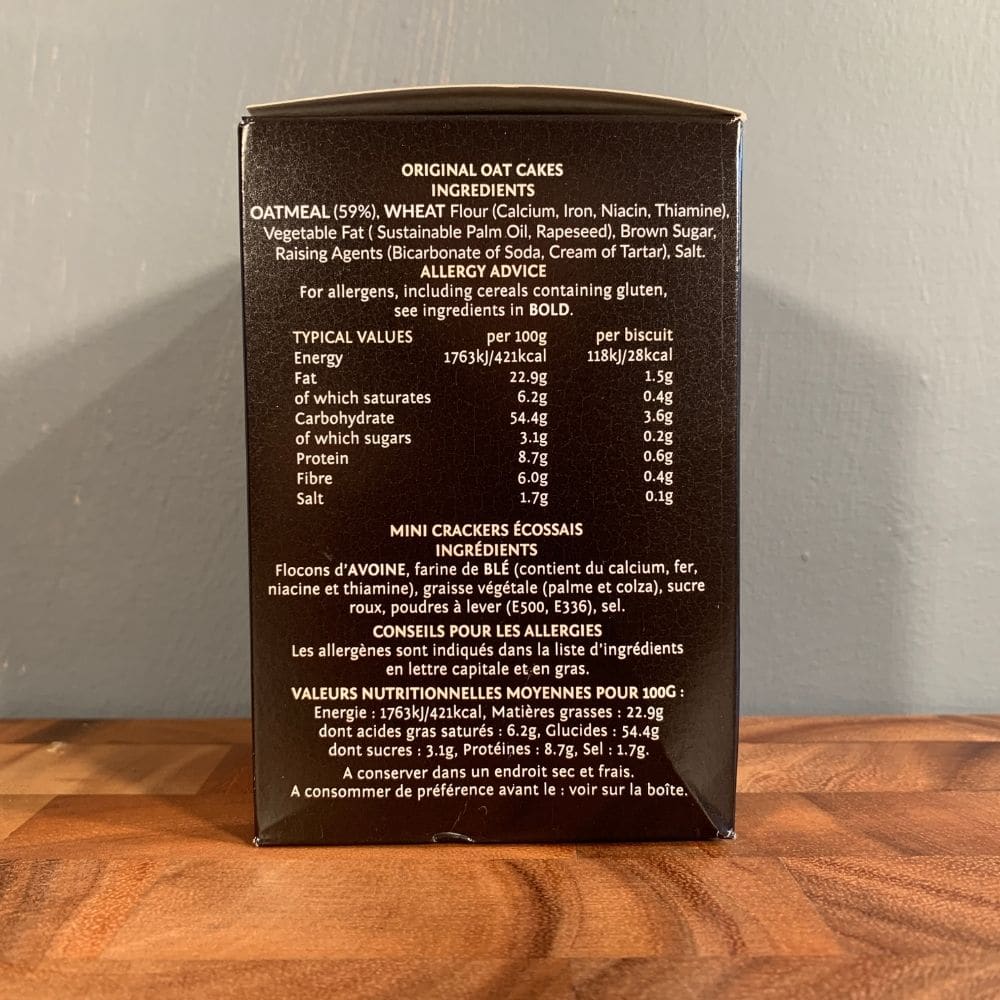 ORIGINAL OAT CAKES
INGREDIENTS
OATMEAL (59%), WHEAT Flour (Calcium, Iron, Niacin, Thiamine),
Vegetable Fat ( Sustainable Palm Oil, Rapeseed), Brown Sugar,
Raising Agents (Bicarbonate of Soda, Cream of Tartar), Salt.
ALLERGY ADVICE
For allergens, including cereals containing gluten,
see ingredients in BOLD.
TYPICAL VALUES per 100g per biscuit
Energy 1763kJ/421kcal 118kJ/28kcal
Fat 22.9g 1.5g
of which saturates 6.2g 0.4g
Carbohydrate 54.4g 3.6g
of which sugars 3.1g 0.2g
Protein 8.7g 0.6g
Fibre 6.0g 0.4g
Salt 1.7g 0.1g
MINI CRACKERS ÉCOSSAIS
INGRÉDIENTS
Flocons d'AVOINE, farine de BLÉ (contient du calcium, fer,
niacine et thiamine), graisse végétale (palme et colza), sucre
roux, poudres à lever (E500, E336), sel.
CONSEILS POUR LES ALLERGIES
Les allergènes sont indiqués dans la liste d'ingrédients
en lettre capitale et en gras.
VALEURS NUTRITIONNELLES MOYENNES POUR 100G :
Energie : 1763kJ/421kcal, Matières grasses : 22.9g
dont acides gras saturés : 6.2g, Glucides : 54.4g
dont sucres : 3.1g, Protéines : 8.7g, Sel : 1.7g.
A conserver dans un endroit sec et frais.
A consommer de préférence avant le : voir sur la boîte.